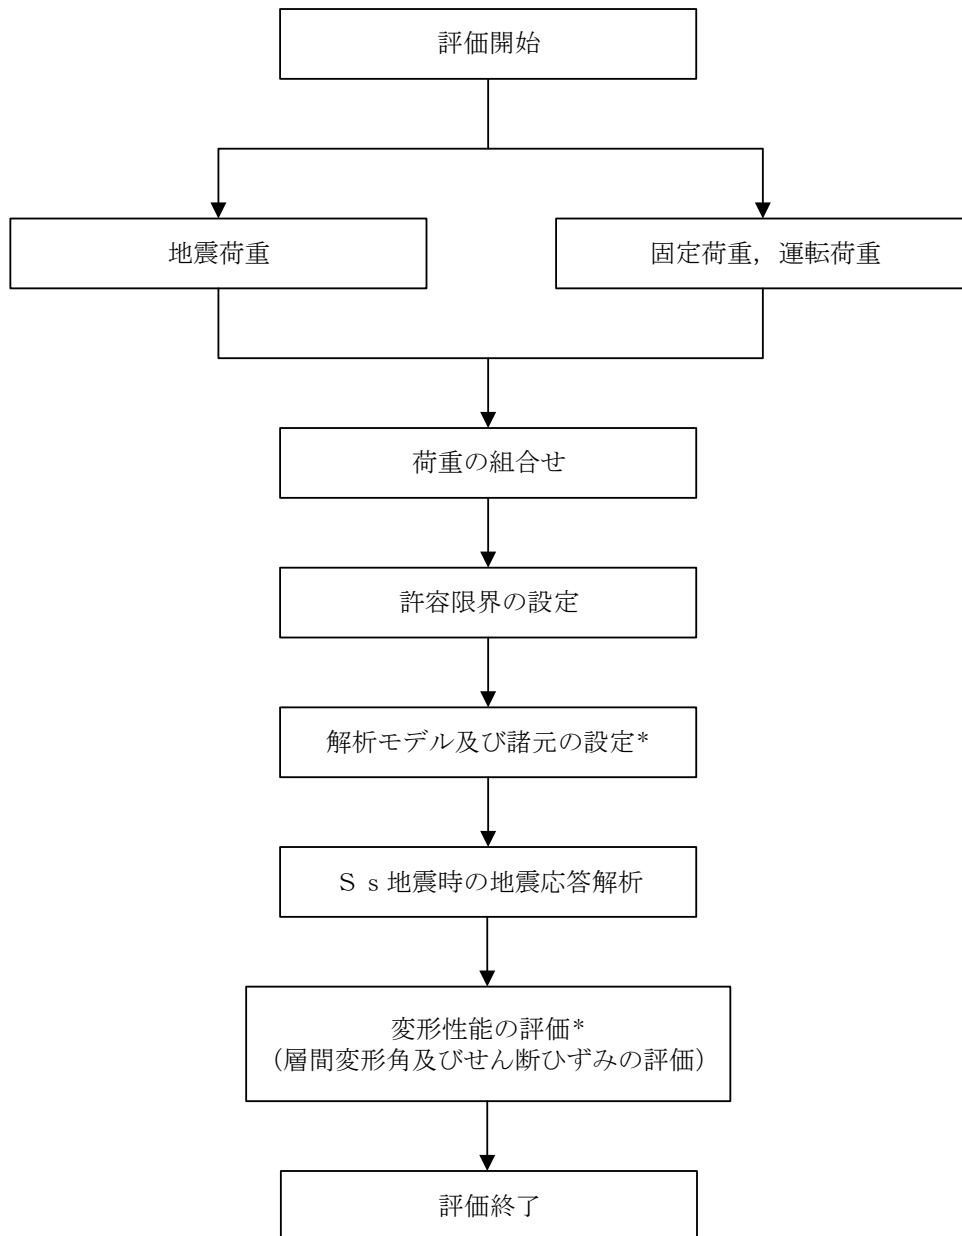 評価開始
地震荷重
固定荷重，運転荷重
荷重の組合せ
許容限界の設定
解析モデル及び諸元の設定*
Ｓｓ地震時の地震応答解析
変形性能の評価*
（層間変形角及びせん断ひずみの評価）
評価終了